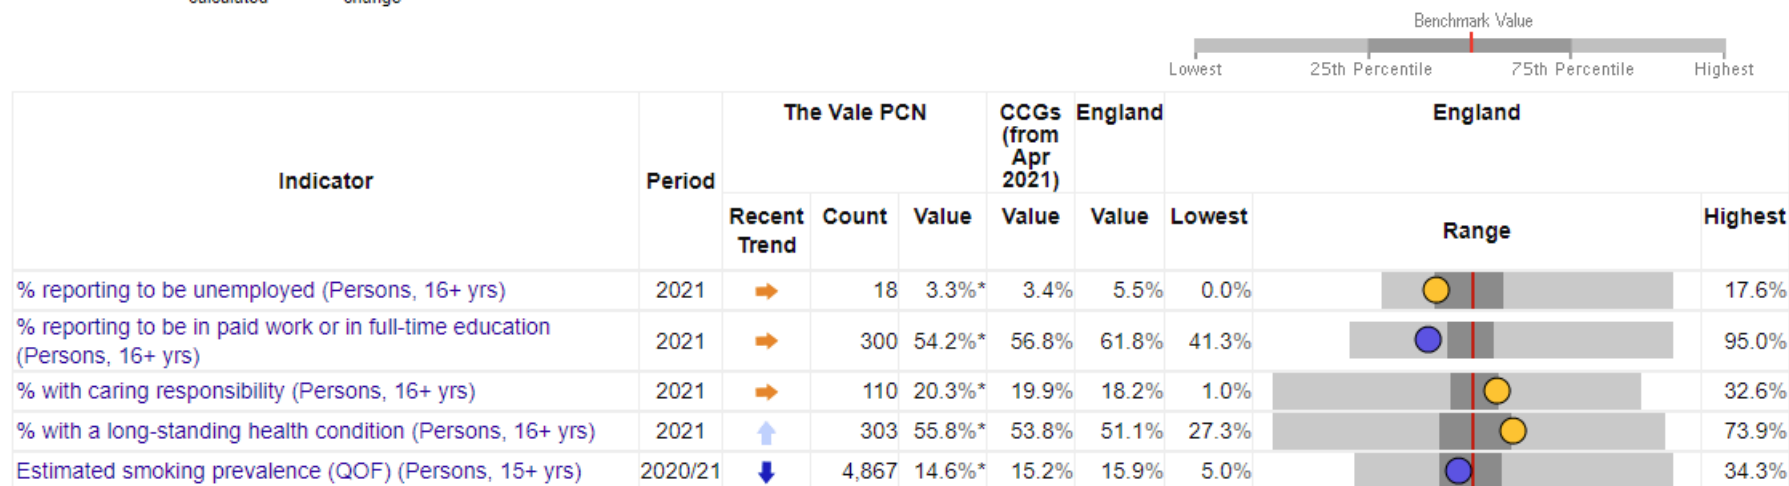 calculated change
Benchmark Value
Lowest 25th Percentile 75th Percentile Highest
Indicator Period The Vale PCN CCGs (from Apr 2021) England England
Recent Trend Count Value Value Value Lowest Range Highest
% reporting to be unemployed (Persons, 16+ yrs) 2021 18 3.3%* 3.4% 5.5% 0.0% 17.6%
% reporting to be in paid work or in full-time education
(Persons, 16+ yrs) 2021 300 54.2%* 56.8% 61.8% 41.3% 95.0%
% with caring responsibility (Persons, 16+ yrs) 2021 110 20.3%* 19.9% 18.2% 1.0% 32.6%
% with a long-standing health condition (Persons, 16+ yrs) 2021 303 55.8%* 53.8% 51.1% 27.3% 73.9%
Estimated smoking prevalence (QOF) (Persons, 15+ yrs) 2020/21 4,867 14.6%* 15.2% 15.9% 5.0% 34.3%